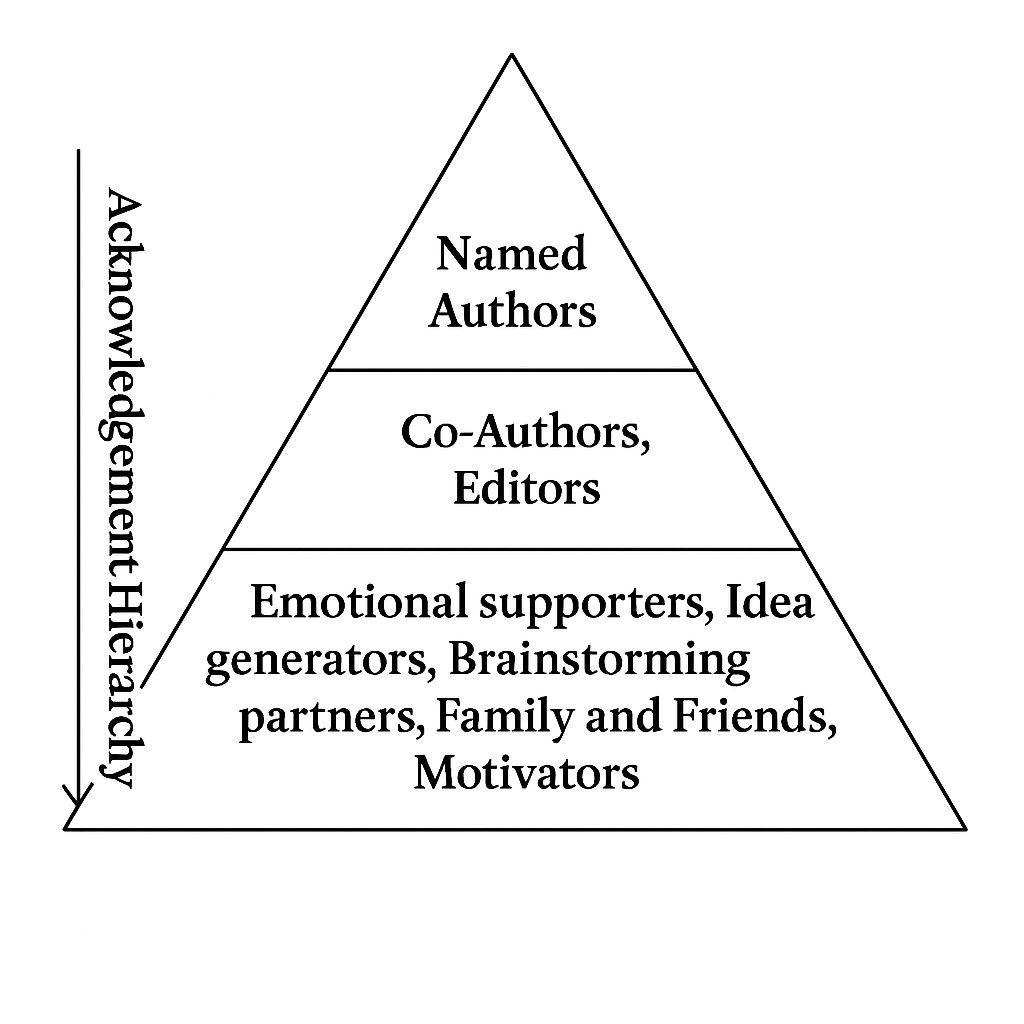 Acknowledgement Hierarchy
Named
Authors
Co-Authors,
Editors
Emotional supporters, Idea
generators, Brainstorming
partners, Family and Friends,
Motivators